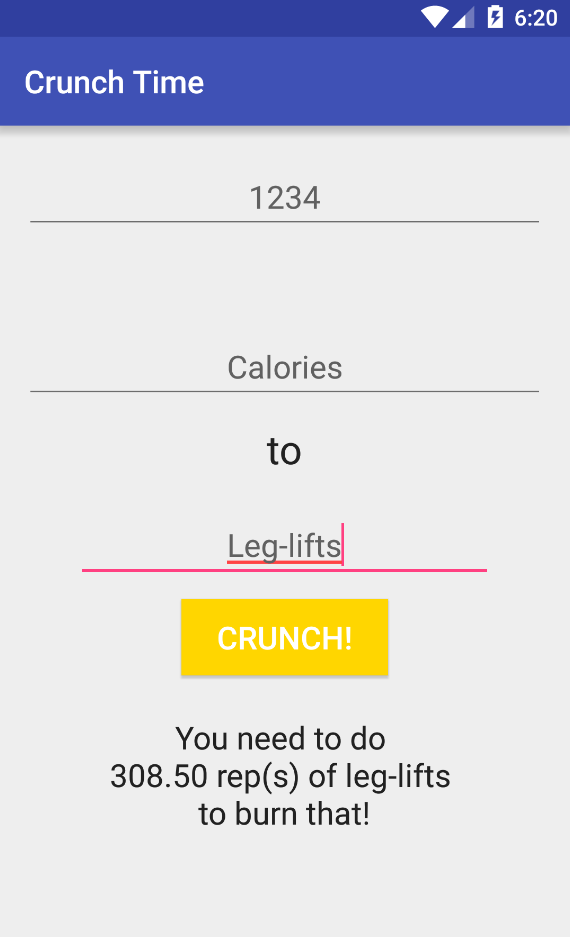 6:20
Crunch Time
1234
Calories
to
Leg-lifts
CRUNCH!
You need to do
308.50 rep(s) of leg-lifts
to burn that!